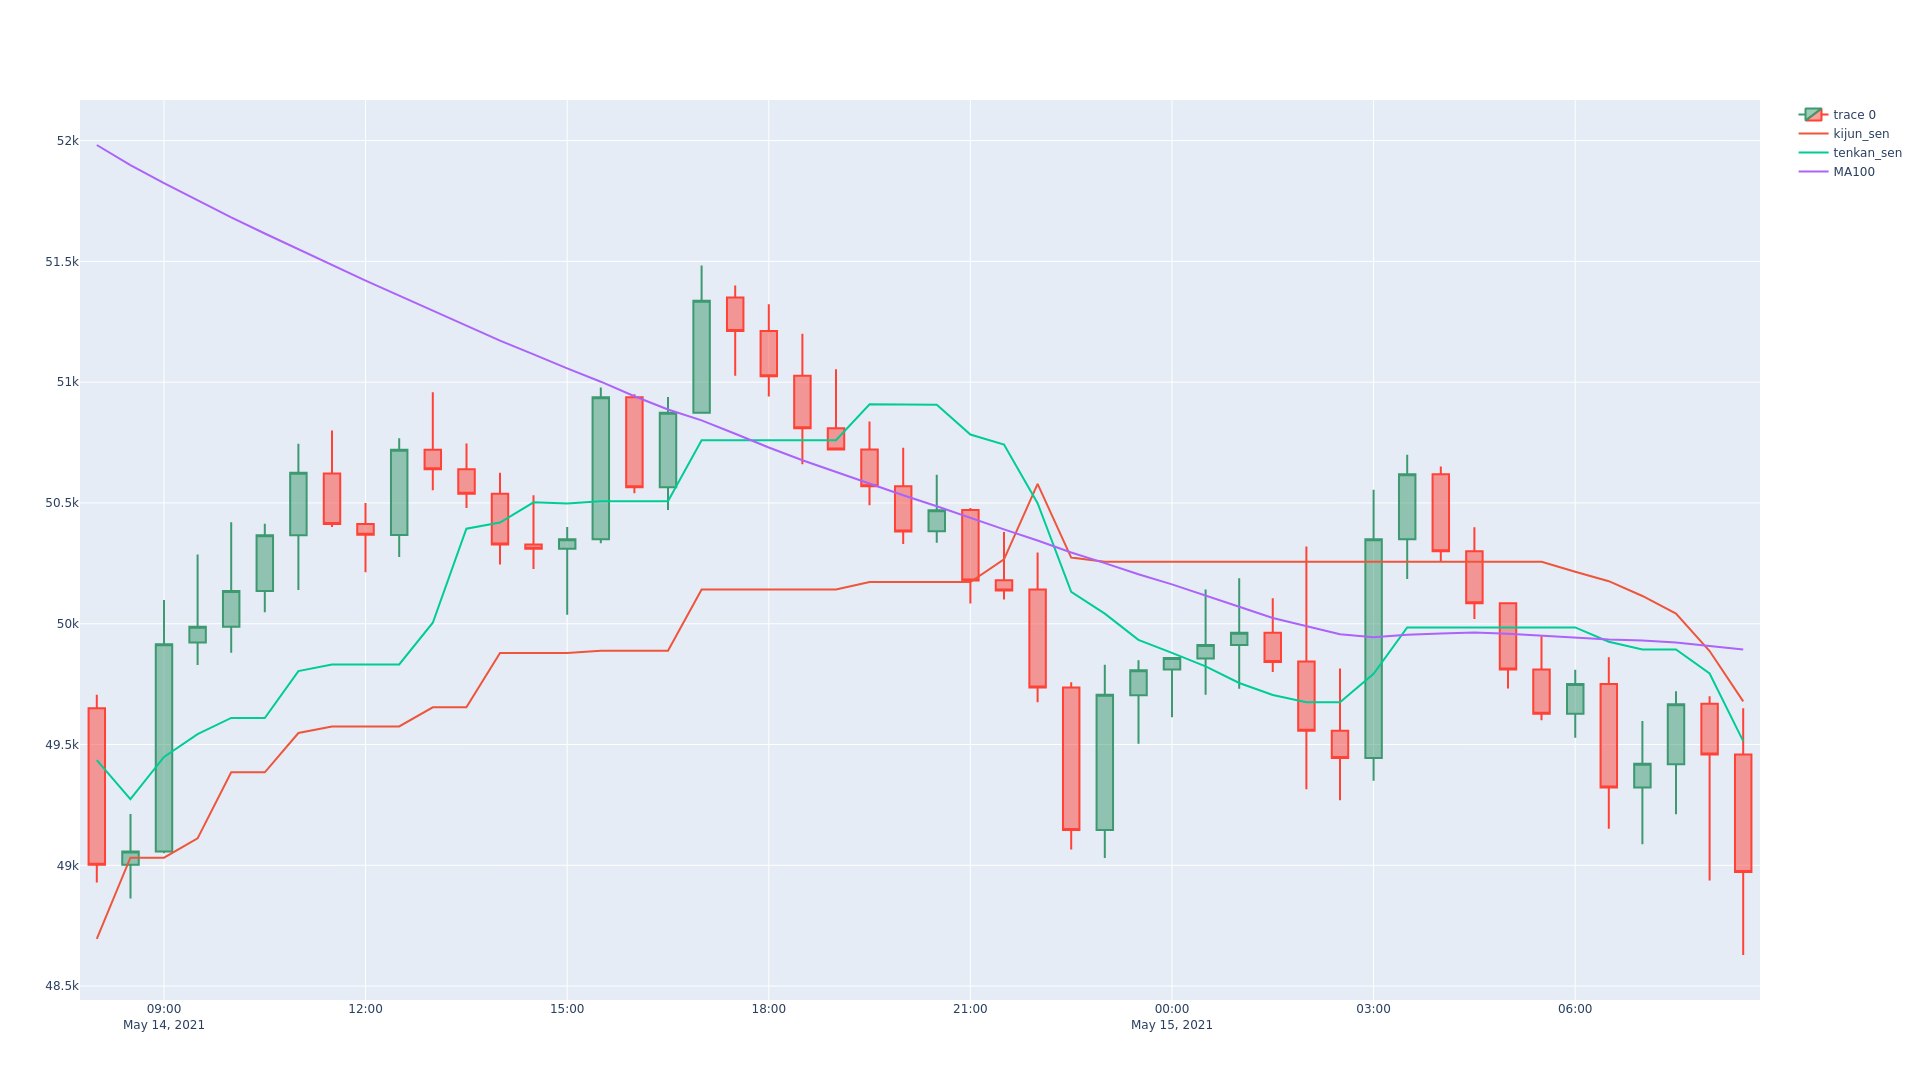 52k
51.5k
51k
50.5k
50k
49.5k
49k
48.5k
09:00
May 14, 2021
12:00
15:00
18:00
21:00
00:00
May 15, 2021
03:00
06:00
trace 0
kijun_sen
tenkan_sen
MA100